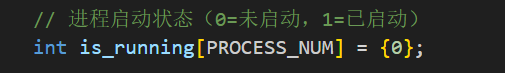 // 进程启动状态（0=未启动，1=已启动）
int is_running[PROCESS_NUM] = {0};